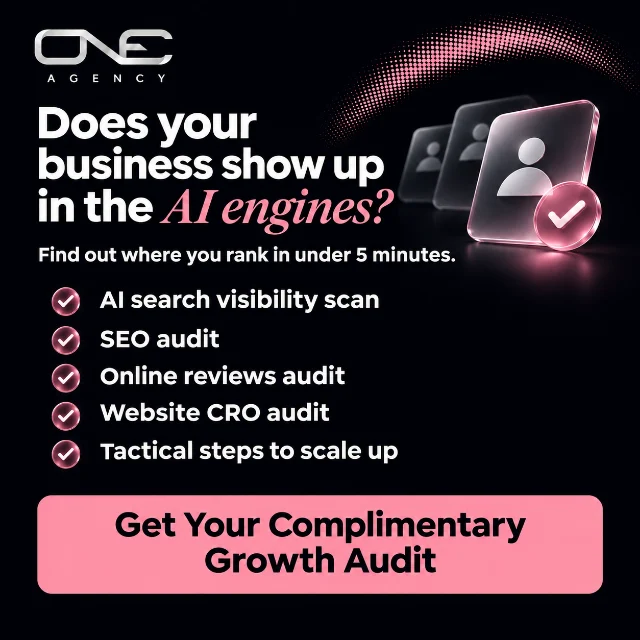 ONE
AGENCY
Does your
business show up
in the AI engines?
Find out where you rank in under 5 minutes.
AI search visibility scan
SEO audit
Online reviews audit
Website CRO audit
Tactical steps to scale up
Get Your Complimentary
Growth Audit